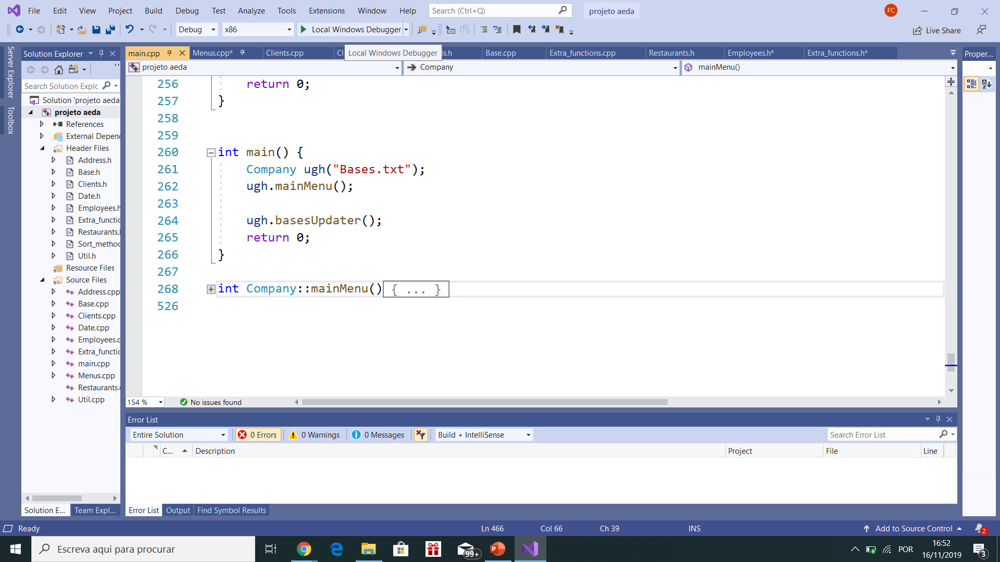 File Edit View Project Build Debug Test Analyze Tools Extensions Window Help Search (Ctrl+Q) projeto aeda FC
Debug x86 Local Windows Debugger Live Share
Server Explorer
Toolbox
Solution Explorer
Search Solution Explc
Solution 'projeto aeda
projeto aeda
References
External Depen
Header Files
Address.h
Base.h
Clients.h
Date.h
Employees.h
Extra_functic
Restaurants.
Sort_method
Util.h
Resource Files
Source Files
Address.cpp
Base.cpp
Clients.cpp
Date.cpp
Employees.c
Extra_functic
main.cpp
Menus.cpp
Restaurants.
Util.cpp
Solution E... Team Expl...
main.cpp Menus.cpp* Clients.cpp Cl Local Windows Debugger ls.h Base.cpp Extra_functions.cpp Restaurants.h Employees.h* Extra_functions.h*
projeto aeda Company mainMenu()
256 return 0;
257 }
258
259
260 int main() {
261 Company ugh("Bases.txt");
262 ugh.mainMenu();
263
264 ugh.basesUpdater();
265 return 0;
266 }
267
268 int Company::mainMenu() { ... }
526
154 % No issues found
Error List
Entire Solution 0 Errors 0 Warnings 0 Messages Build + IntelliSense Search Error List
C... Description Project File Line
Error List Output Find Symbol Results
Proper...
Ready Ln 466 Col 66 Ch 39 INS Add to Source Control 2
Escreva aqui para procurar 99+ POR 16:52
16/11/2019 3